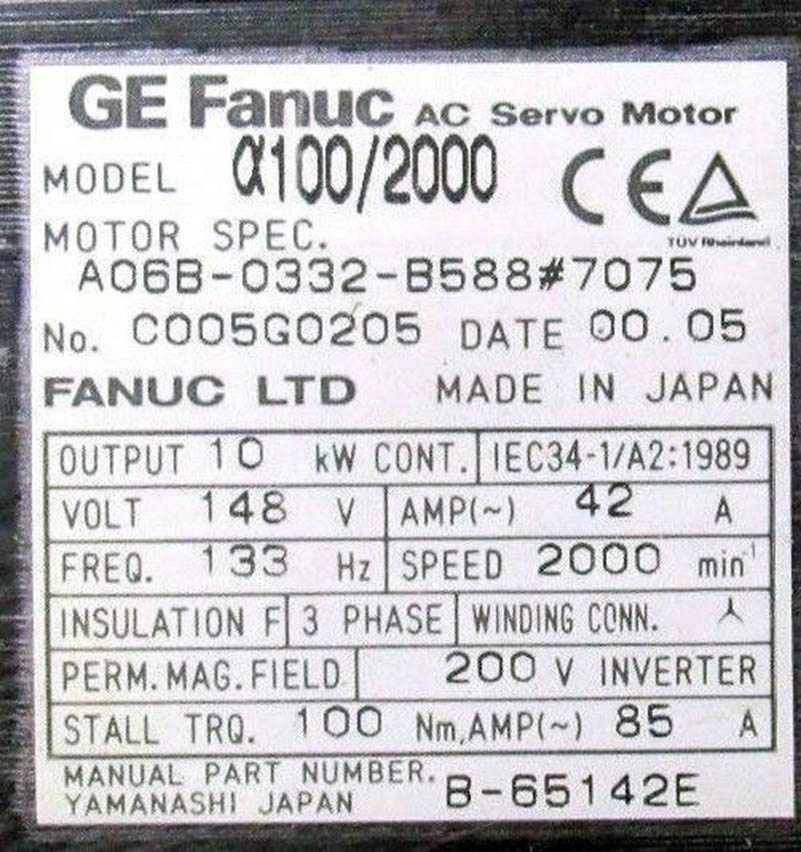 GE Fanuc AC Servo Motor
MODEL α100/2000 CE
TÜV Rheinland
MOTOR SPEC.
A06B-0332-B588#7075
No. C005G0205 DATE 00.05
FANUC LTD MADE IN JAPAN
OUTPUT 10 kW CONT. IEC34-1/A2:1989
VOLT 148 V AMP(~) 42 A
FREQ. 133 Hz SPEED 2000 min⁻¹
INSULATION F 3 PHASE WINDING CONN. 人
PERM.MAG.FIELD 200 V INVERTER
STALL TRQ. 100 Nm,AMP(~) 85 A
MANUAL PART NUMBER. B-65142E
YAMANASHI JAPAN